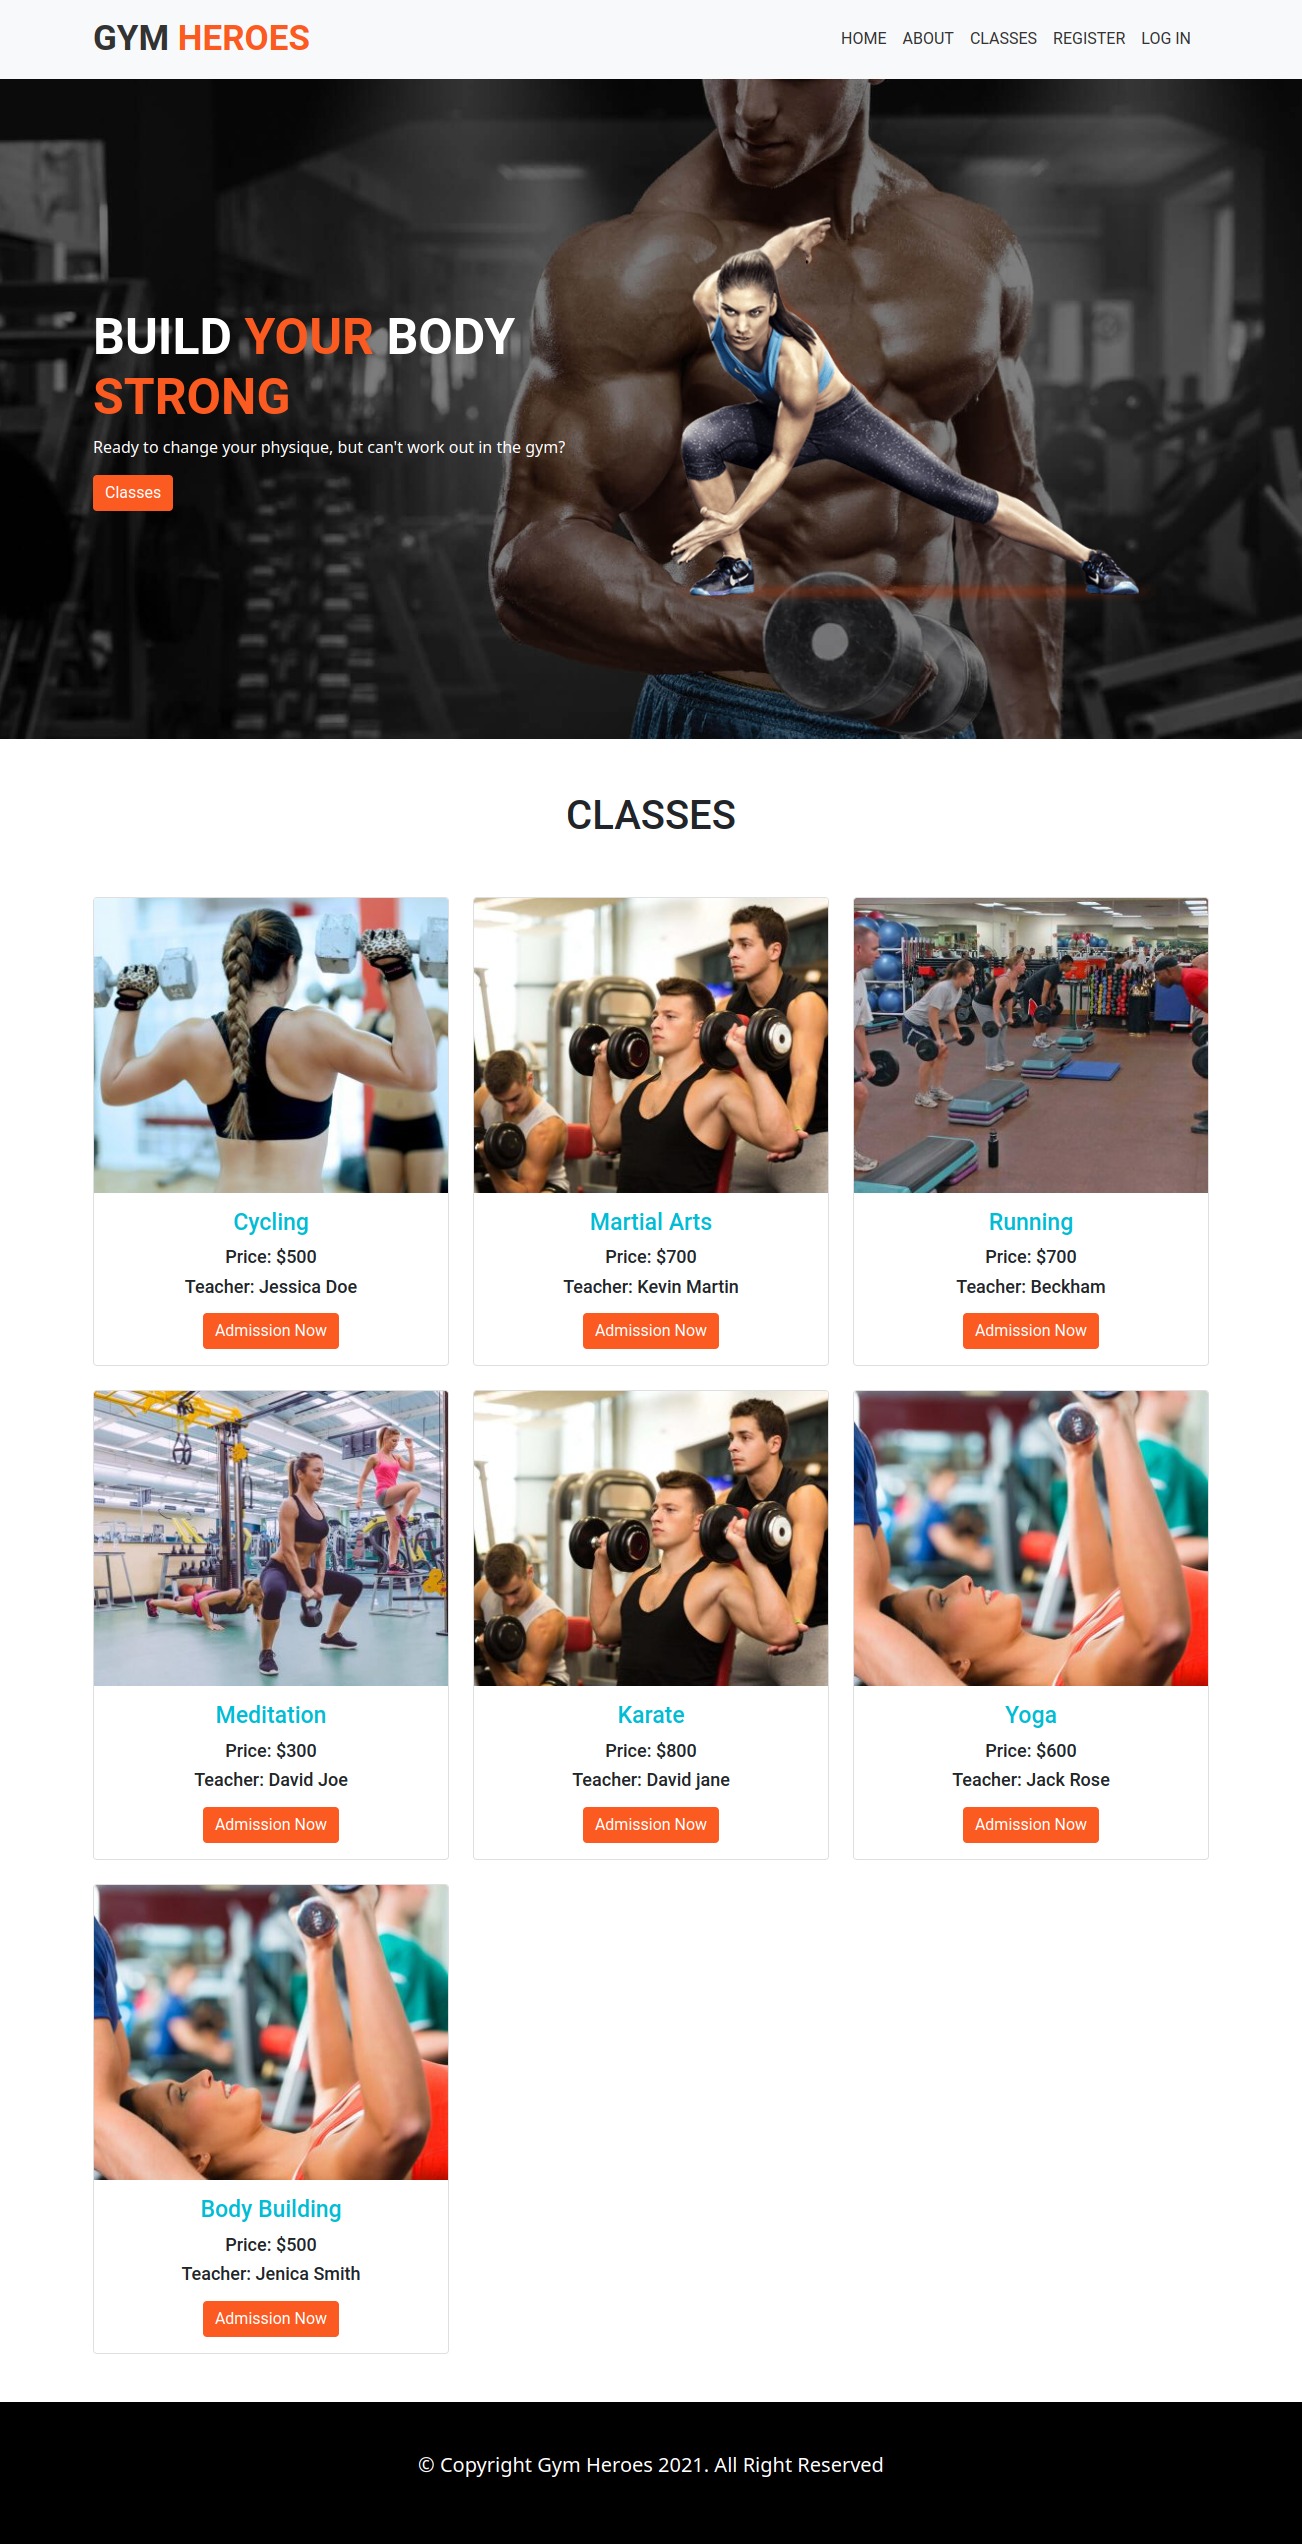 GYM HEROES
HOME ABOUT CLASSES REGISTER LOG IN
BUILD YOUR BODY
STRONG
Ready to change your physique, but can't work out in the gym?
Classes
CLASSES
Cycling
Price: $500
Teacher: Jessica Doe
Admission Now
Martial Arts
Price: $700
Teacher: Kevin Martin
Admission Now
Running
Price: $700
Teacher: Beckham
Admission Now
Meditation
Price: $300
Teacher: David Joe
Admission Now
Karate
Price: $800
Teacher: David jane
Admission Now
Yoga
Price: $600
Teacher: Jack Rose
Admission Now
Body Building
Price: $500
Teacher: Jenica Smith
Admission Now
© Copyright Gym Heroes 2021. All Right Reserved